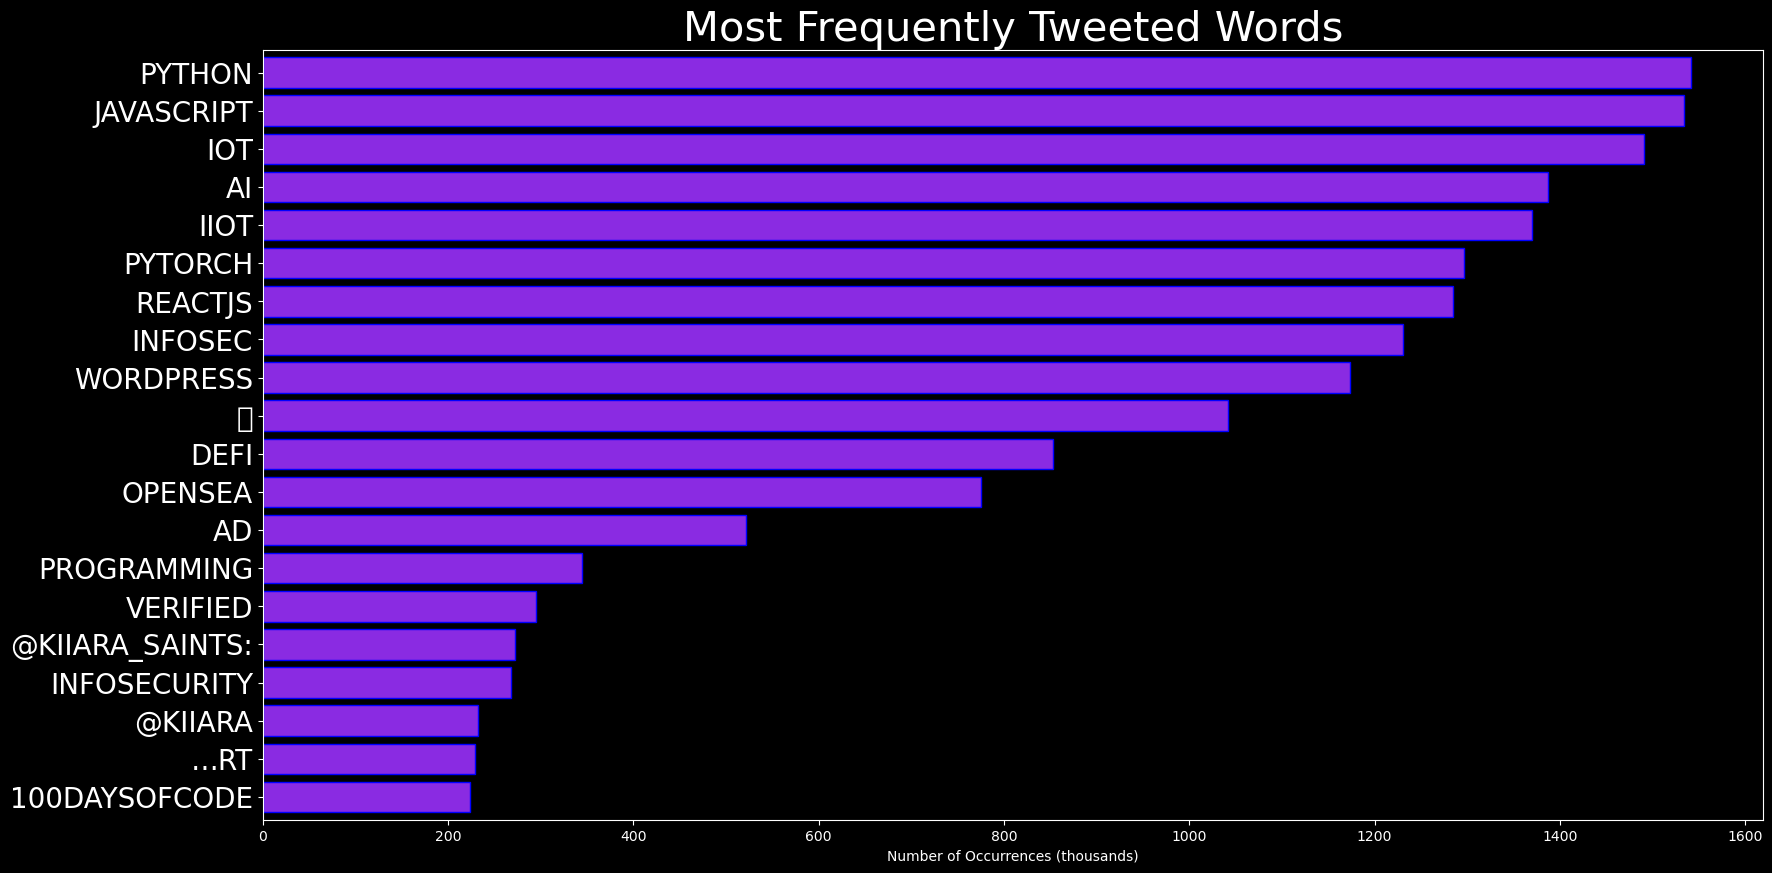 Most Frequently Tweeted Words
PYTHON
JAVASCRIPT
IOT
AI
IIOT
PYTORCH
REACTJS
INFOSEC
WORDPRESS
DEFI
OPENSEA
AD
PROGRAMMING
VERIFIED
@KIIARA_SAINTS:
INFOSECURITY
@KIIARA
…RT
100DAYSOFCODE
0 200 400 600 800 1000 1200 1400 1600
Number of Occurrences (thousands)